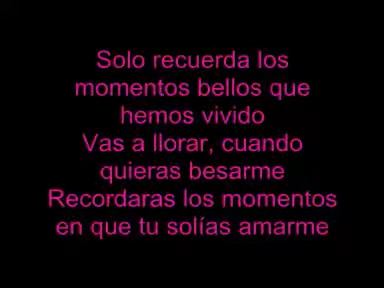 Solo recuerda los
momentos bellos que
hemos vivido
Vas a llorar, cuando
quieras besarme
Recordaras los momentos
en que tu solías amarme